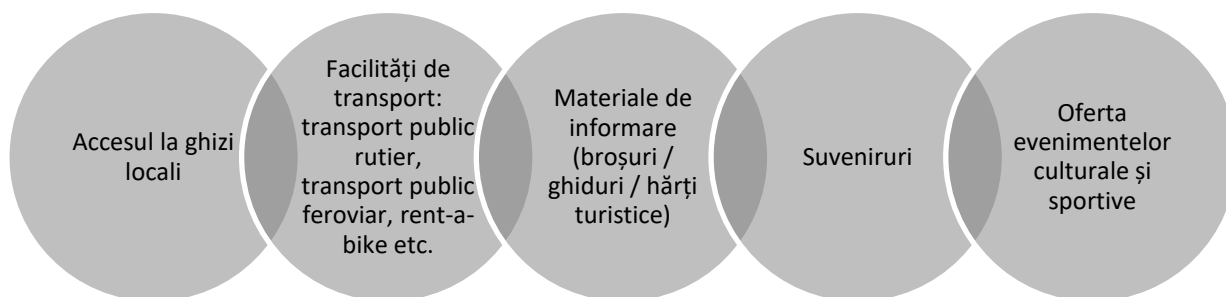 Accesul la ghizi
locali
Facilități de
transport:
transport public
rutier,
transport public
feroviar, rent-a-
bike etc.
Materiale de
informare
(broșuri /
ghiduri / hărți
turistice)
Suveniruri
Oferta
evenimentelor
culturale și
sportive